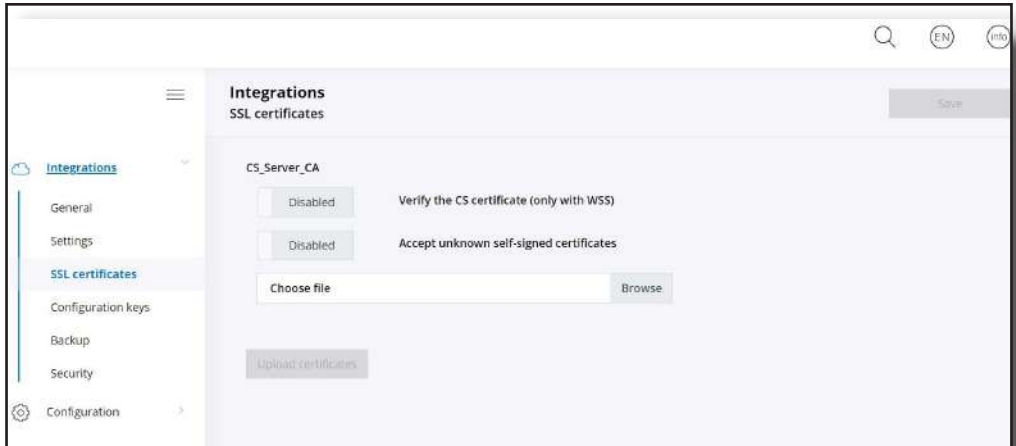 EN
info
Integrations
SSL certificates
Save
Integrations
General
Settings
SSL certificates
Configuration keys
Backup
Security
Configuration
CS_Server_CA
Disabled
Verify the CS certificate (only with WSS)
Disabled
Accept unknown self-signed certificates
Choose file
Browse
Upload certificates